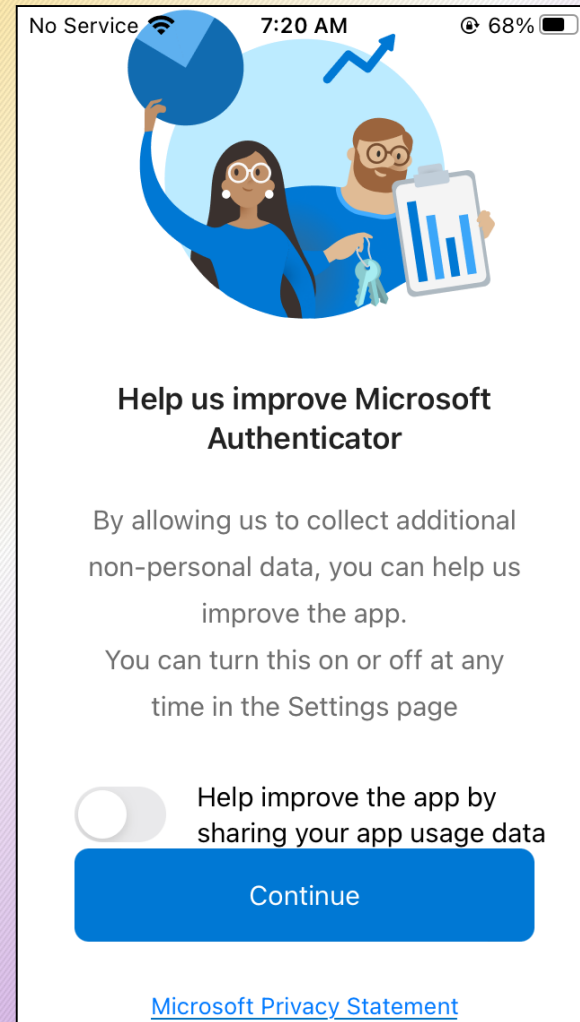 No Service 7:20 AM 68%
Help us improve Microsoft
Authenticator
By allowing us to collect additional
non-personal data, you can help us
improve the app.
You can turn this on or off at any
time in the Settings page
Help improve the app by
sharing your app usage data
Continue
Microsoft Privacy Statement